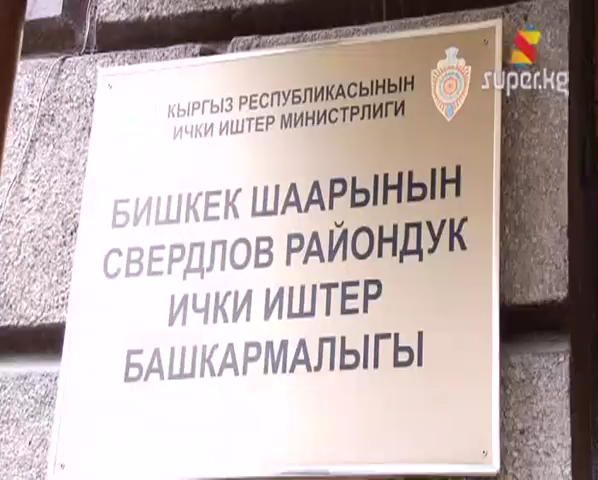 super.kg
КЫРГЫЗ РЕСПУБЛИКАСЫНЫН
ИЧКИ ИШТЕР МИНИСТРЛИГИ
БИШКЕК ШААРЫНЫН
СВЕРДЛОВ РАЙОНДУК
ИЧКИ ИШТЕР
БАШКАРМАЛЫГЫ